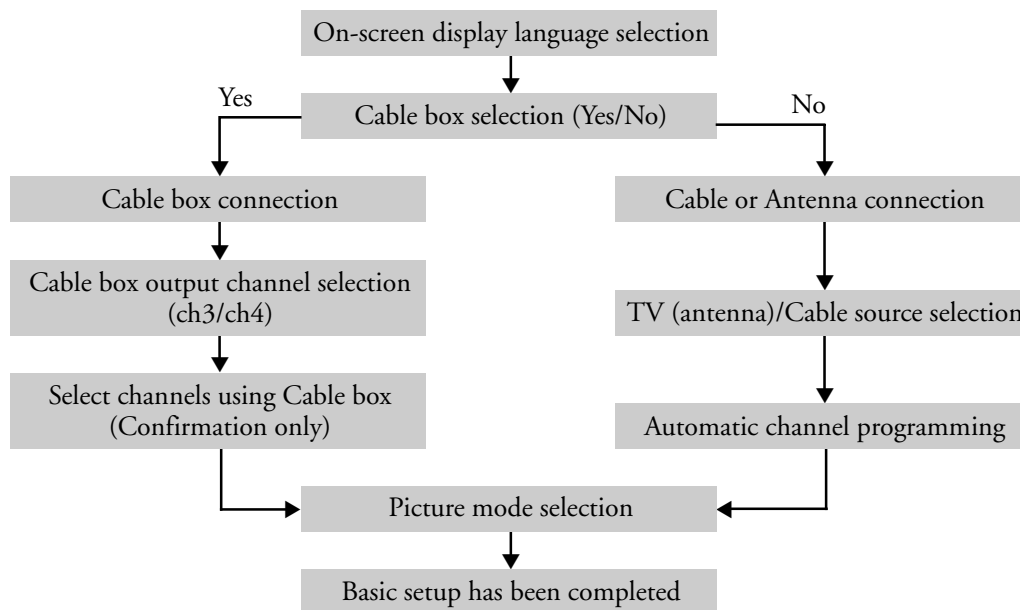 On-screen display language selection
Yes
Cable box selection (Yes/No)
No
Cable box connection
Cable or Antenna connection
Cable box output channel selection
(ch3/ch4)
TV (antenna)/Cable source selection
Select channels using Cable box
(Confirmation only)
Automatic channel programming
Picture mode selection
Basic setup has been completed